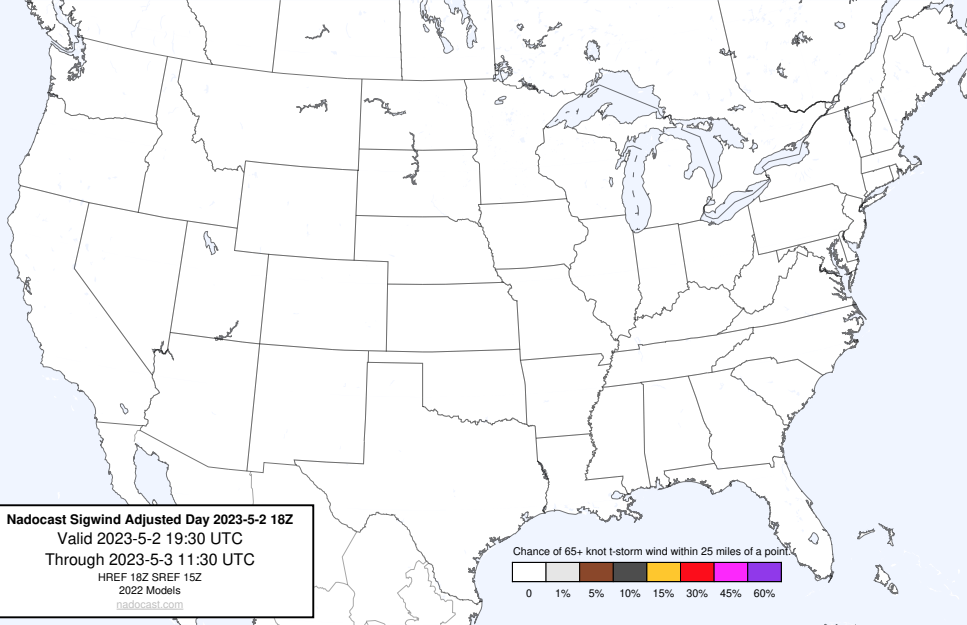 Nadocast Sigwind Adjusted Day 2023-5-2 18Z
Valid 2023-5-2 19:30 UTC
Through 2023-5-3 11:30 UTC
HREF 18Z SREF 15Z
2022 Models
nadocast.com
Chance of 65+ knot t-storm wind within 25 miles of a point.
0 1% 5% 10% 15% 30% 45% 60%